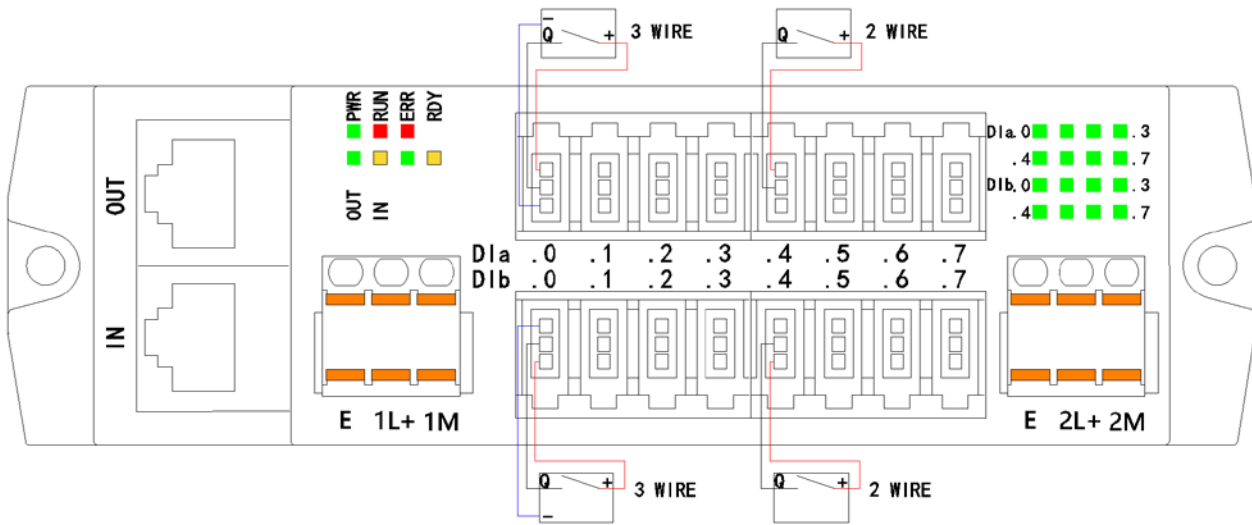 −
Q + 3 WIRE
Q + 2 WIRE
PWR RUN ERR RDY
OUT IN
OUT
IN
DIa.0 .3
.4 .7
DIb.0 .3
.4 .7
DIa .0 .1 .2 .3 .4 .5 .6 .7
DIb .0 .1 .2 .3 .4 .5 .6 .7
E 1L+ 1M
E 2L+ 2M
Q + 3 WIRE
−
Q + 2 WIRE